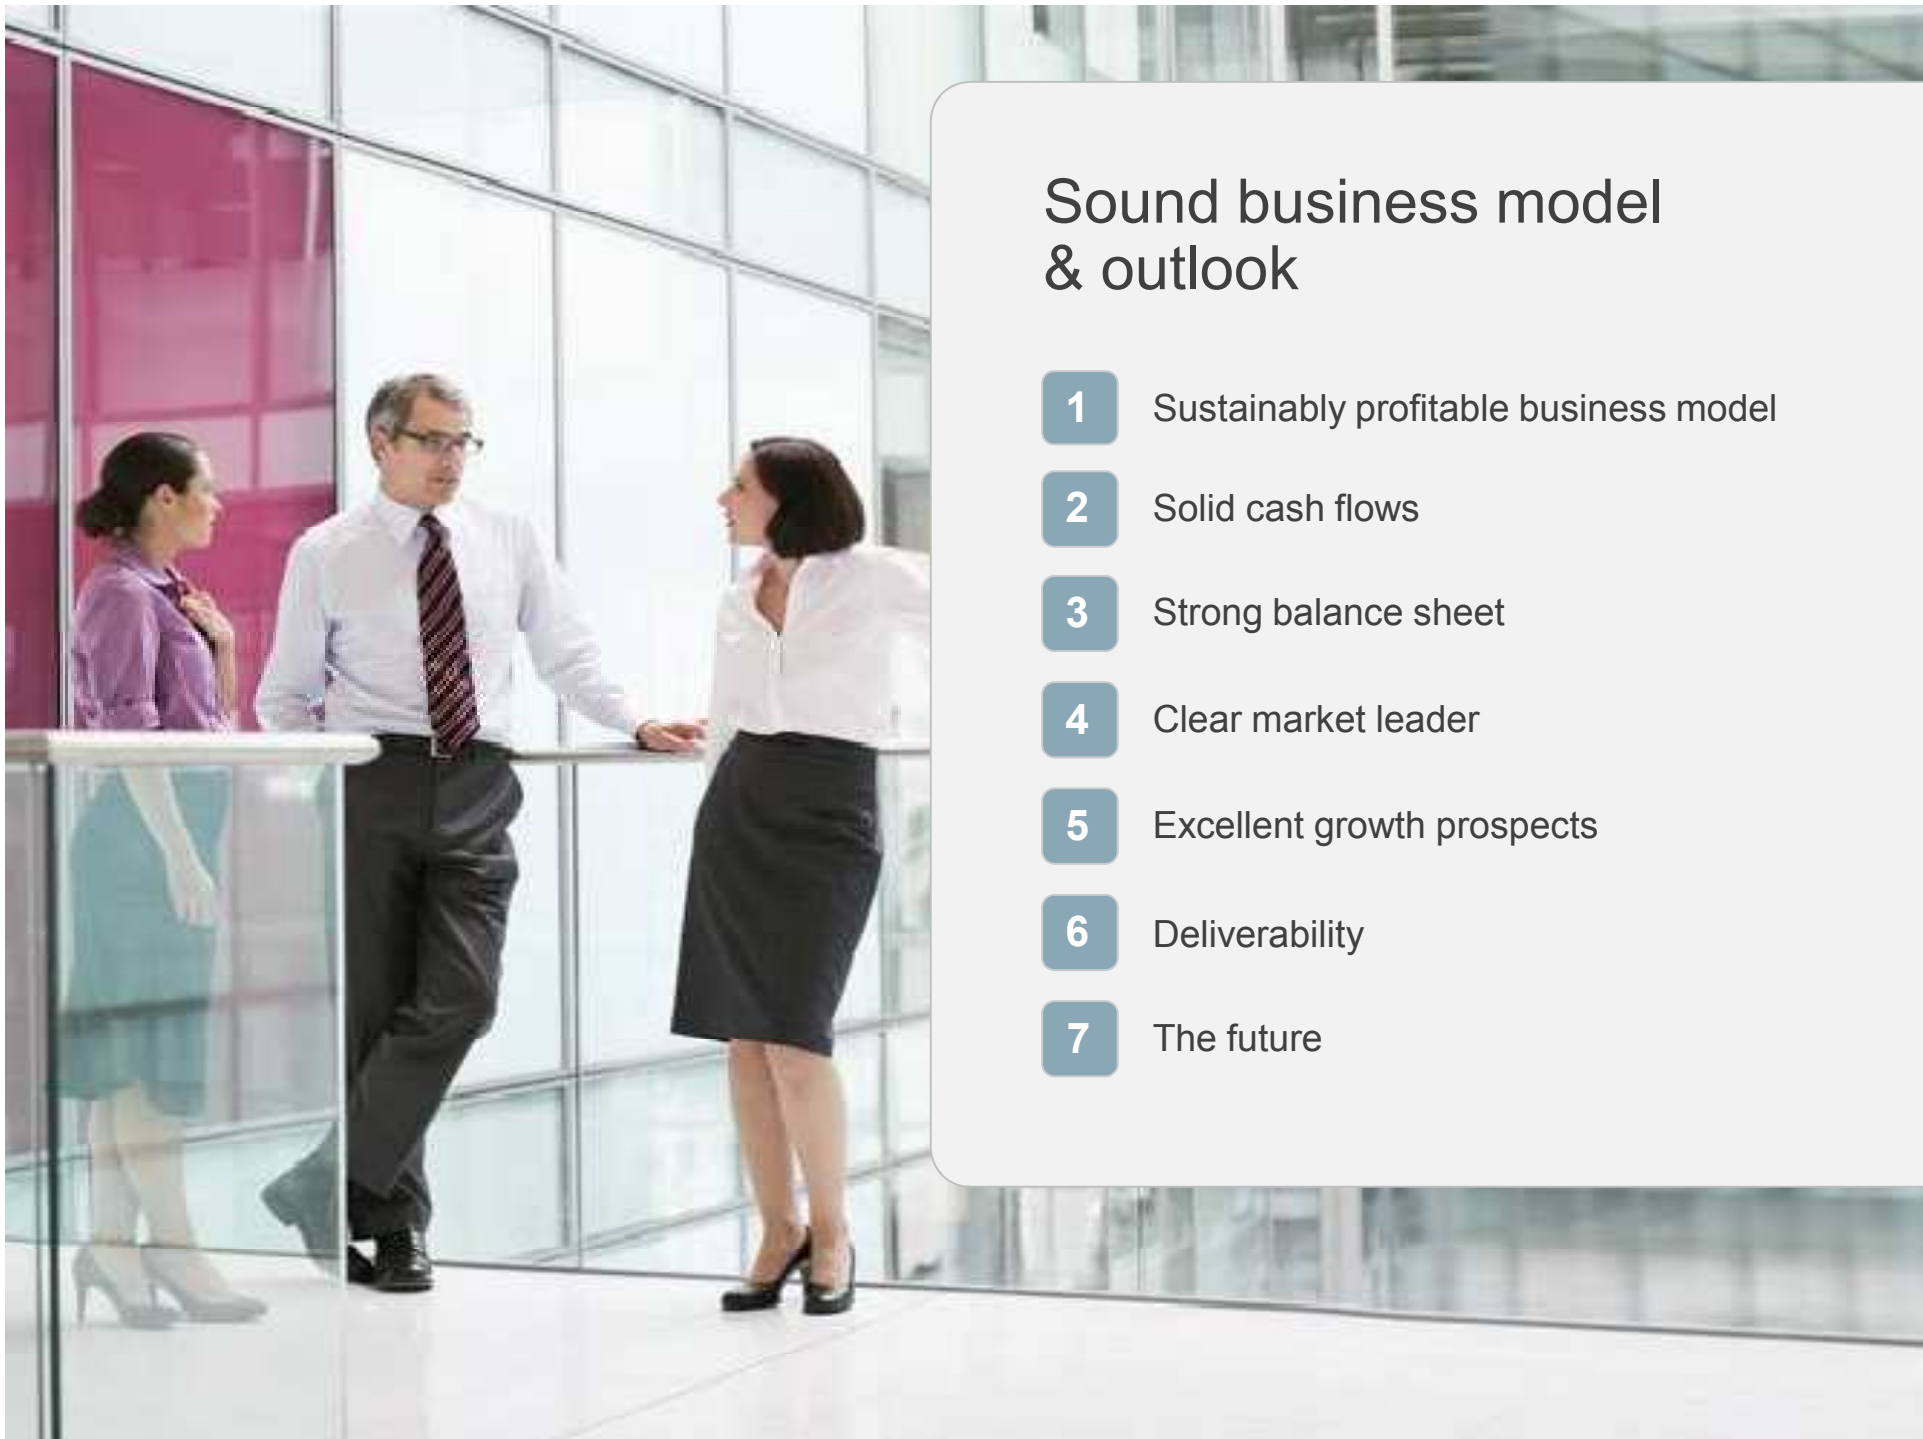 Sound business model
& outlook
1 Sustainably profitable business model
2 Solid cash flows
3 Strong balance sheet
4 Clear market leader
5 Excellent growth prospects
6 Deliverability
7 The future